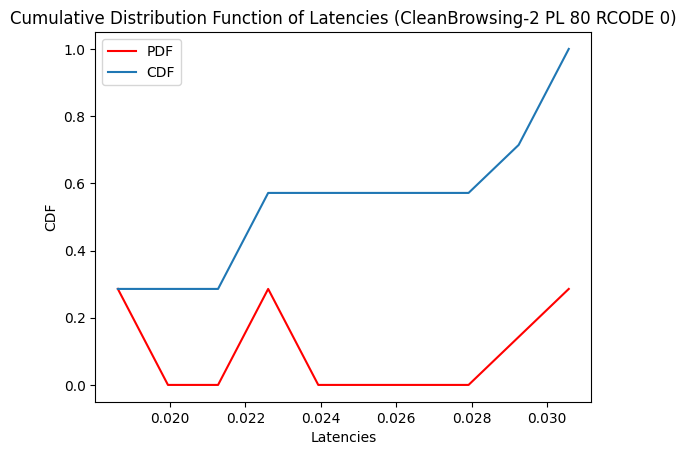 Cumulative Distribution Function of Latencies (CleanBrowsing-2 PL 80 RCODE 0)
PDF
CDF
1.0
0.8
0.6
0.4
0.2
0.0
CDF
0.020 0.022 0.024 0.026 0.028 0.030
Latencies